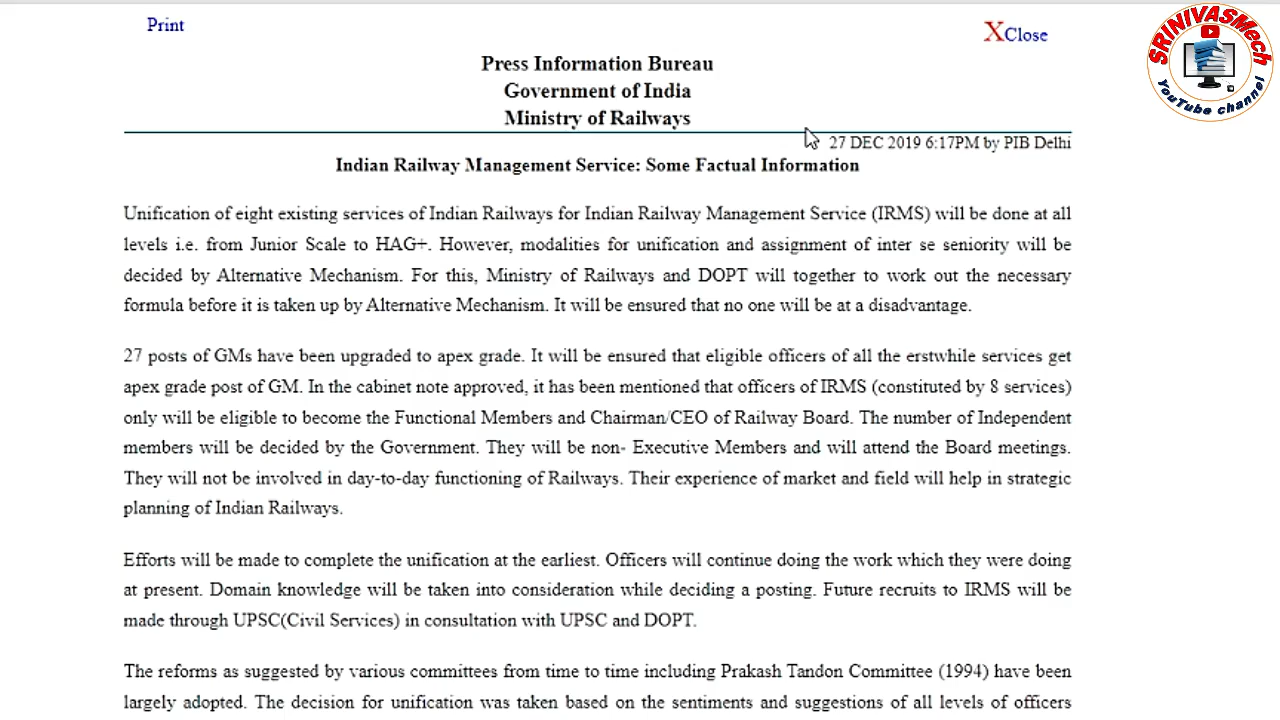 Print
XClose
SRINIVASMech
YouTube channel
Press Information Bureau
Government of India
Ministry of Railways
27 DEC 2019 6:17PM by PIB Delhi
Indian Railway Management Service: Some Factual Information
Unification of eight existing services of Indian Railways for Indian Railway Management Service (IRMS) will be done at all
levels i.e. from Junior Scale to HAG+. However, modalities for unification and assignment of inter se seniority will be
decided by Alternative Mechanism. For this, Ministry of Railways and DOPT will together to work out the necessary
formula before it is taken up by Alternative Mechanism. It will be ensured that no one will be at a disadvantage.
27 posts of GMs have been upgraded to apex grade. It will be ensured that eligible officers of all the erstwhile services get
apex grade post of GM. In the cabinet note approved, it has been mentioned that officers of IRMS (constituted by 8 services)
only will be eligible to become the Functional Members and Chairman/CEO of Railway Board. The number of Independent
members will be decided by the Government. They will be non- Executive Members and will attend the Board meetings.
They will not be involved in day-to-day functioning of Railways. Their experience of market and field will help in strategic
planning of Indian Railways.
Efforts will be made to complete the unification at the earliest. Officers will continue doing the work which they were doing
at present. Domain knowledge will be taken into consideration while deciding a posting. Future recruits to IRMS will be
made through UPSC(Civil Services) in consultation with UPSC and DOPT.
The reforms as suggested by various committees from time to time including Prakash Tandon Committee (1994) have been
largely adopted. The decision for unification was taken based on the sentiments and suggestions of all levels of officers